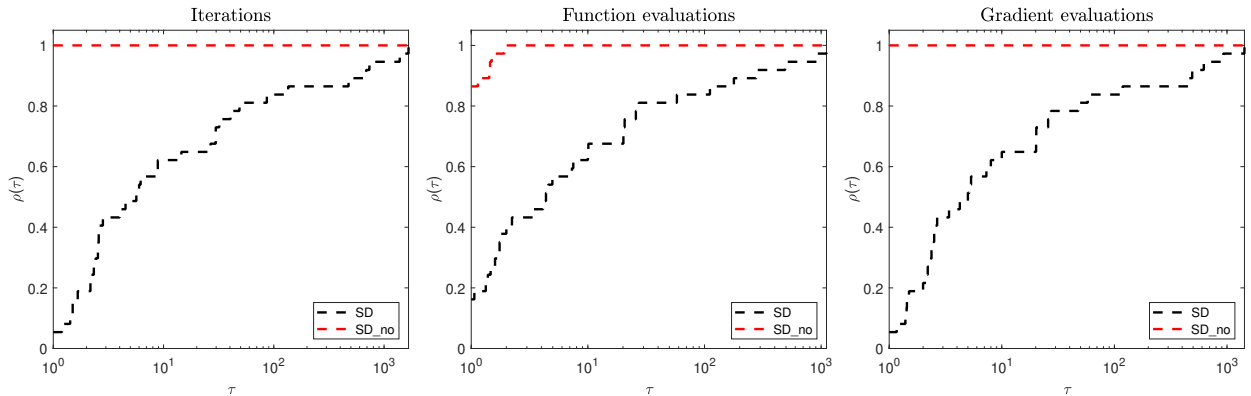 Iterations
ρ(τ)
1
0.8
0.6
0.4
0.2
0
10^0
10^1
10^2
10^3
τ
SD
SD_no
Function evaluations
ρ(τ)
1
0.8
0.6
0.4
0.2
0
10^0
10^1
10^2
10^3
τ
SD
SD_no
Gradient evaluations
ρ(τ)
1
0.8
0.6
0.4
0.2
0
10^0
10^1
10^2
10^3
τ
SD
SD_no